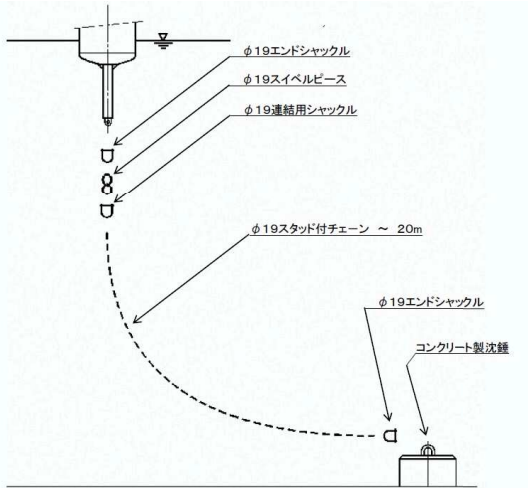 φ19エンドシャックル
φ19スイベルピース
φ19連結用シャックル
φ19スタッド付チェーン ~ 20m
φ19エンドシャックル
コンクリート製沈錘